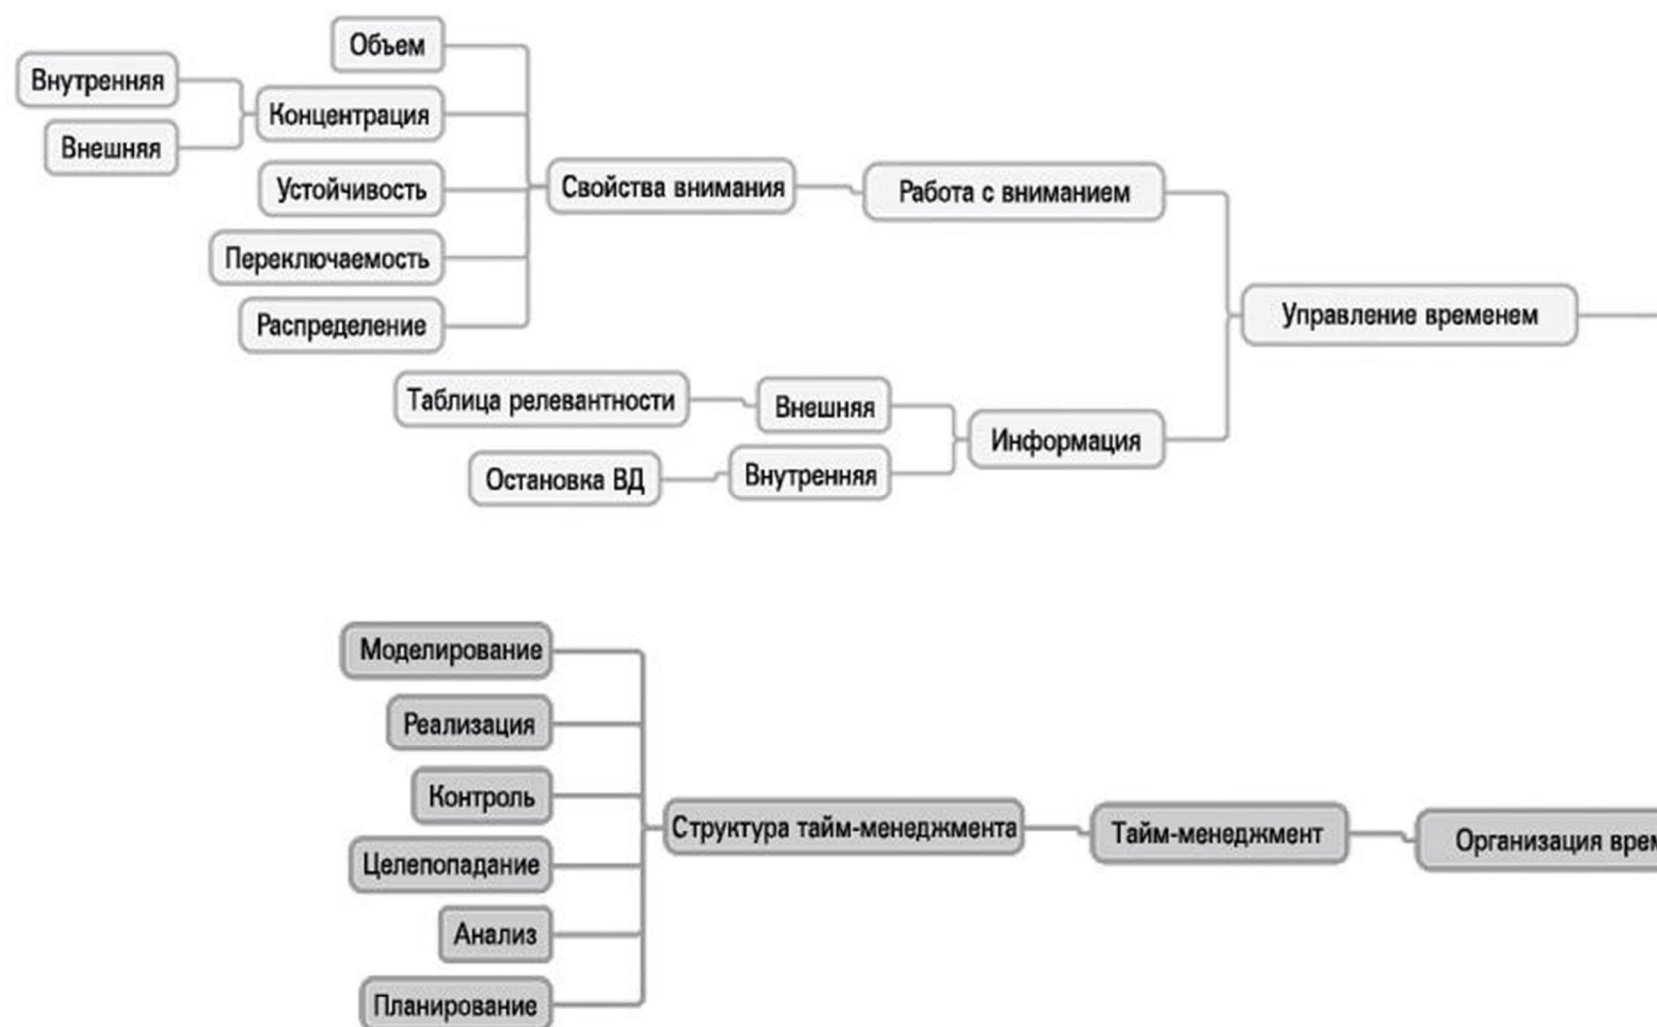 Объем
Внутренняя
Концентрация
Внешняя
Устойчивость
Свойства внимания
Работа с вниманием
Переключаемость
Распределение
Управление временем
Таблица релевантности
Внешняя
Информация
Остановка ВД
Внутренняя
Моделирование
Реализация
Контроль
Структура тайм-менеджмента
Тайм-менеджмент
Организация
Целепопадание
Анализ
Планирование